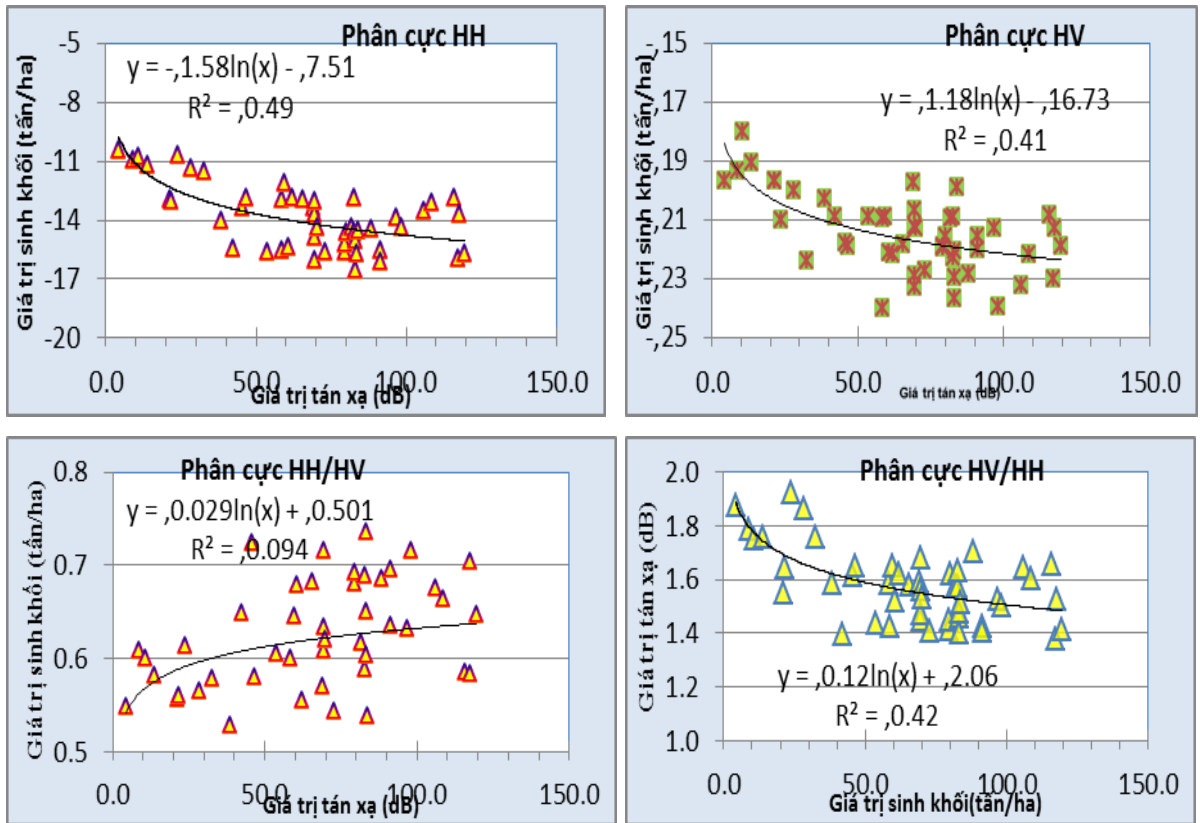 Phân cực HH
y = -,1.58ln(x) - ,7.51
R² = ,0.49
Giá trị sinh khối (tấn/ha)
-5
-8
-11
-14
-17
-20
0.0 50.0 100.0 150.0
Giá trị tán xạ (dB)
Phân cực HV
y = ,1.18ln(x) - ,16.73
R² = ,0.41
Giá trị sinh khối (tấn/ha)
-,15
-,17
-,19
-,21
-,23
-,25
0.0 50.0 100.0 150.0
Giá trị tán xạ (dB)
Phân cực HH/HV
y = ,0.029ln(x) + ,0.501
R² = ,0.094
Giá trị sinh khối (tấn/ha)
0.8
0.7
0.6
0.5
0.0 50.0 100.0 150.0
Giá trị tán xạ (dB)
Phân cực HV/HH
y = ,0.12ln(x) + ,2.06
R² = ,0.42
Giá trị tán xạ (dB)
2.0
1.8
1.6
1.4
1.2
1.0
0.0 50.0 100.0 150.0
Giá trị sinh khối(tấn/ha)